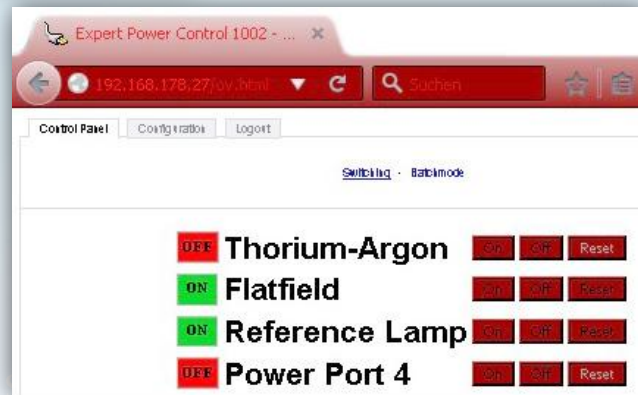 Expert Power Control 1002 - ...
192.168.178.27/ov.html Suchen
Control Panel Configuration Logout
Switching - Batchmode
OFF Thorium-Argon On Off Reset
ON Flatfield On Off Reset
ON Reference Lamp On Off Reset
OFF Power Port 4 On Off Reset